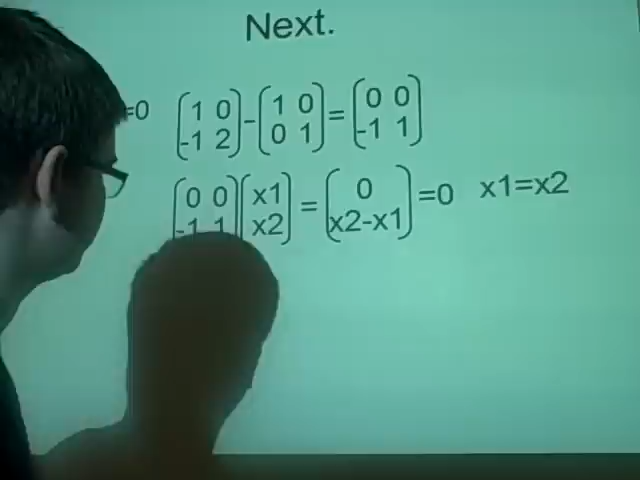 Next.
=0 (1 0 -1 2) - (1 0 0 1) = (0 0 -1 1)
(0 0 -1 1) (x1 x2) = (0 x2-x1) =0 x1=x2